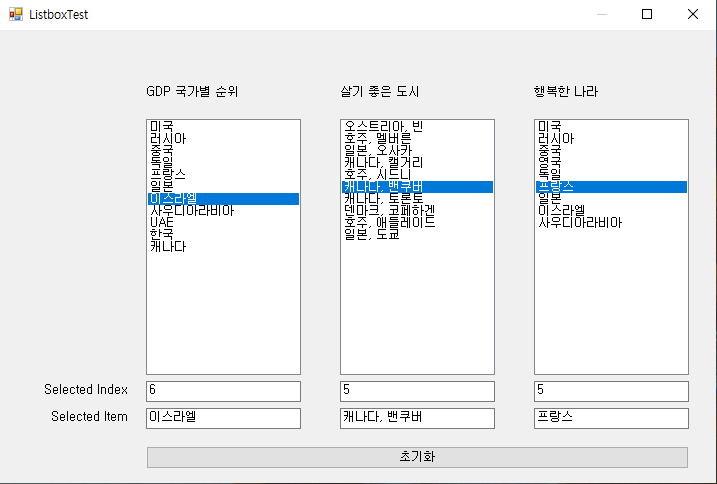 ListboxTest
GDP 국가별 순위
미국
러시아
중국
독일
프랑스
일본
이스라엘
사우디아라비아
UAE
한국
캐나다
살기 좋은 도시
오스트리아, 빈
호주, 멜버른
일본, 오사카
캐나다, 캘거리
호주, 시드니
캐나다, 밴쿠버
캐나다, 토론토
덴마크, 코페하겐
호주, 애들레이드
일본, 도쿄
행복한 나라
미국
러시아
중국
영국
독일
프랑스
일본
이스라엘
사우디아라비아
Selected Index 6 5 5
Selected Item 이스라엘 캐나다, 밴쿠버 프랑스
초기화